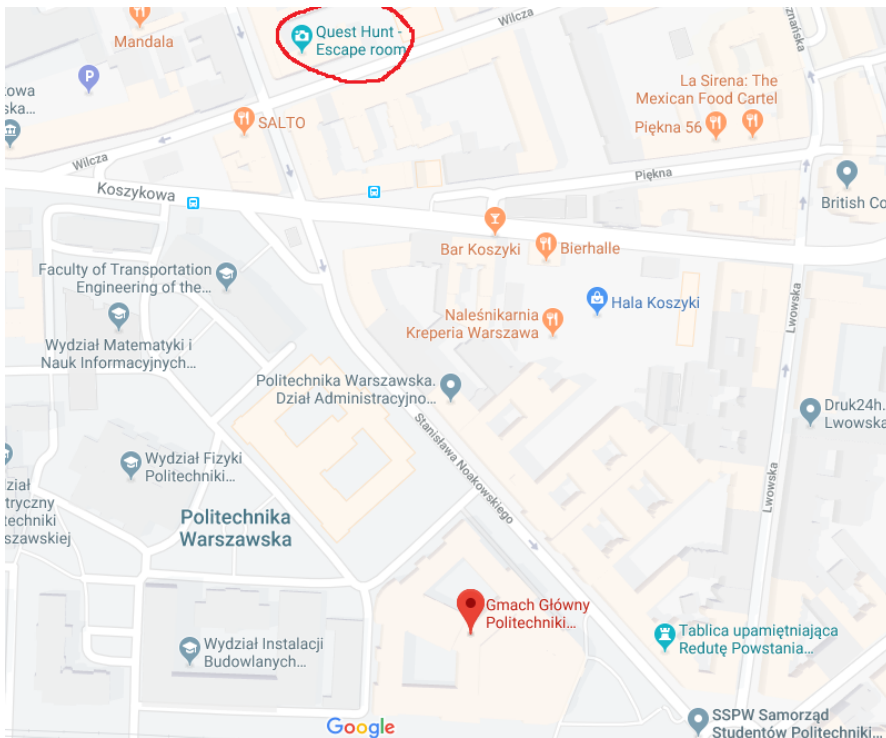 Quest Hunt -
Escape room
Wilcza
Mandala
P
La Sirena: The
Mexican Food Cartel
Piękna 56
SALTO
Wilcza
Piękna
Koszykowa
British Co
Bar Koszyki
Bierhalle
Faculty of Transportation
Engineering of the...
Hala Koszyki
Naleśnikarnia
Kreperia Warszawa
Lwowska
Wydział Matematyki i
Nauk Informacyjnych...
Politechnika Warszawska.
Dział Administracyjno...
Druk24h.
Lwowska
Stanisława Noakowskiego
Wydział Fizyki
Politechniki...
Lwowska
Politechnika
Warszawska
Gmach Główny
Politechniki...
Wydział Instalacji
Budowlanych...
Tablica upamiętniająca
Redutę Powstania...
Google
SSPW Samorząd
Studentów Politechniki...